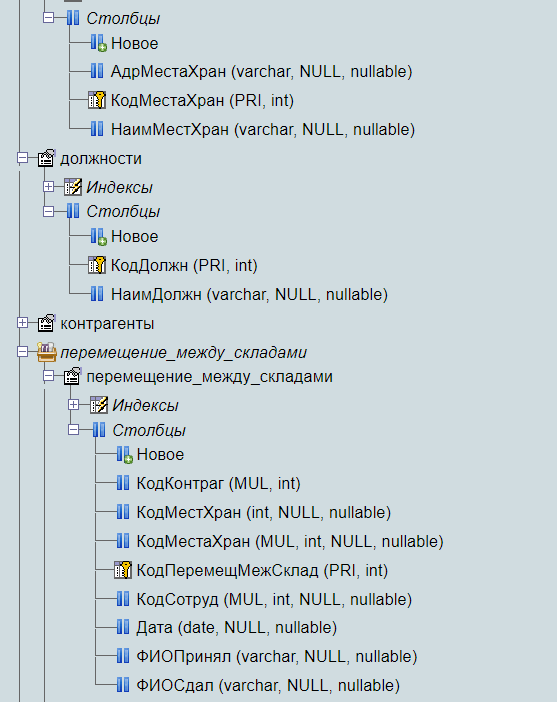 Столбцы
Новое
АдрМестаХран (varchar, NULL, nullable)
КодМестаХран (PRI, int)
НаимМестХран (varchar, NULL, nullable)
должности
Индексы
Столбцы
Новое
КодДолжн (PRI, int)
НаимДолжн (varchar, NULL, nullable)
контрагенты
перемещение_между_складами
перемещение_между_складами
Индексы
Столбцы
Новое
КодКонтраг (MUL, int)
КодМестХран (int, NULL, nullable)
КодМестаХран (MUL, int, NULL, nullable)
КодПеремещМежСклад (PRI, int)
КодСотруд (MUL, int, NULL, nullable)
Дата (date, NULL, nullable)
ФИОПринял (varchar, NULL, nullable)
ФИОСдал (varchar, NULL, nullable)